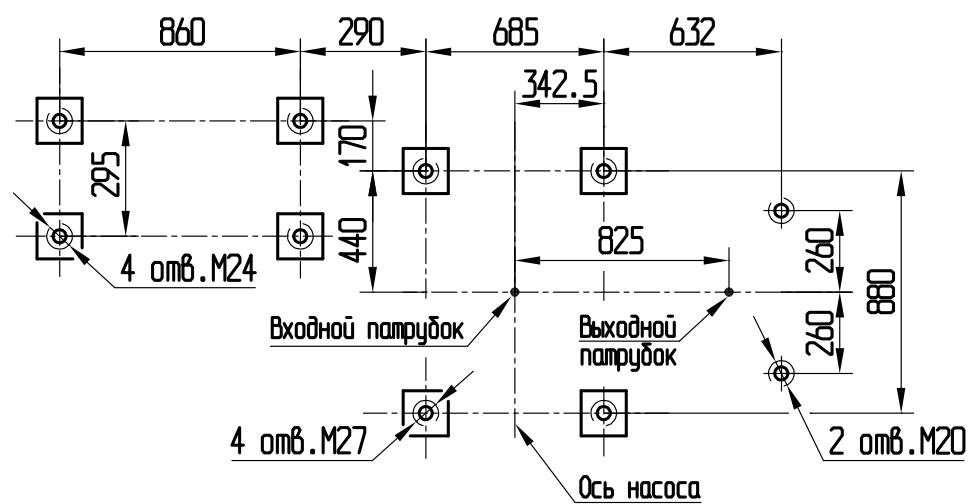 860
290
685
632
342.5
170
295
440
825
260
880
4 отв.М24
Входной патрубок
Выходной
патрубок
260
4 отв.М27
2 отв.М20
Ось насоса